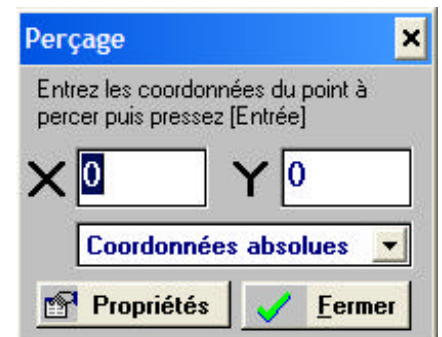 Perçage
Entrez les coordonnées du point à
percer puis pressez [Entrée]
X 0 Y 0
Coordonnées absolues
Propriétés Fermer